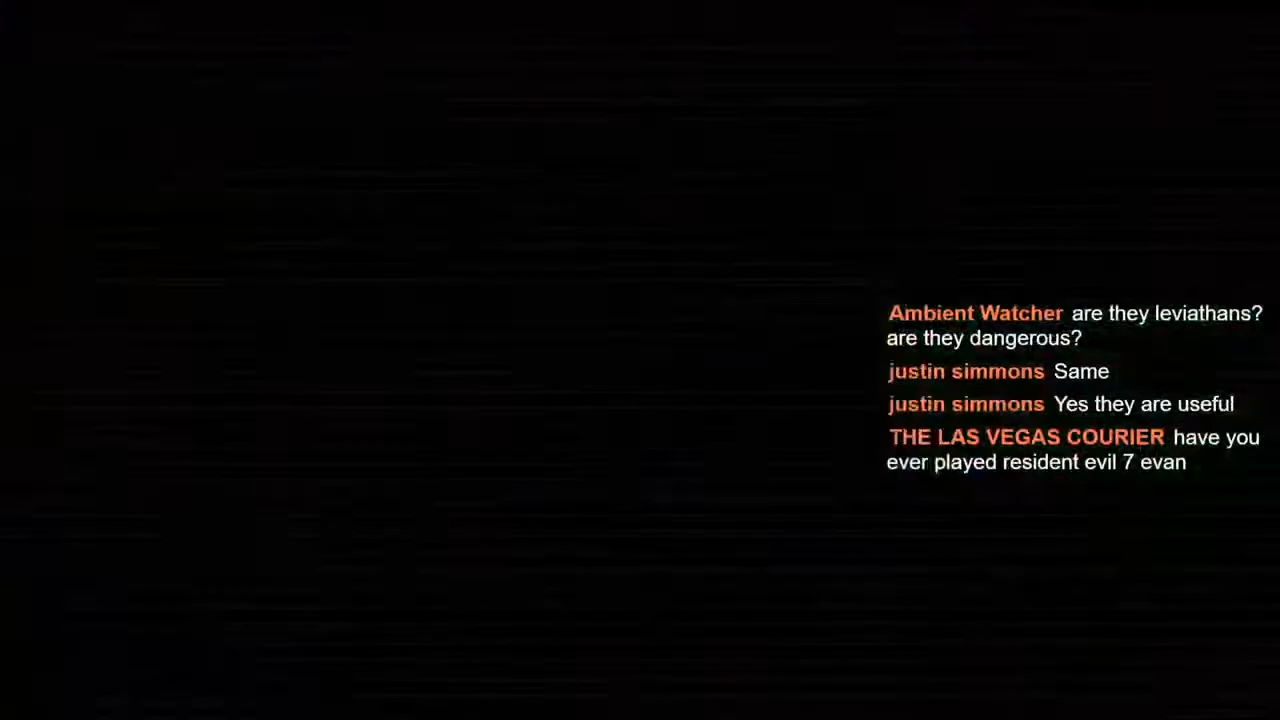 Ambient Watcher are they leviathans?
are they dangerous?
justin simmons Same
justin simmons Yes they are useful
THE LAS VEGAS COURIER have you
ever played resident evil 7 evan